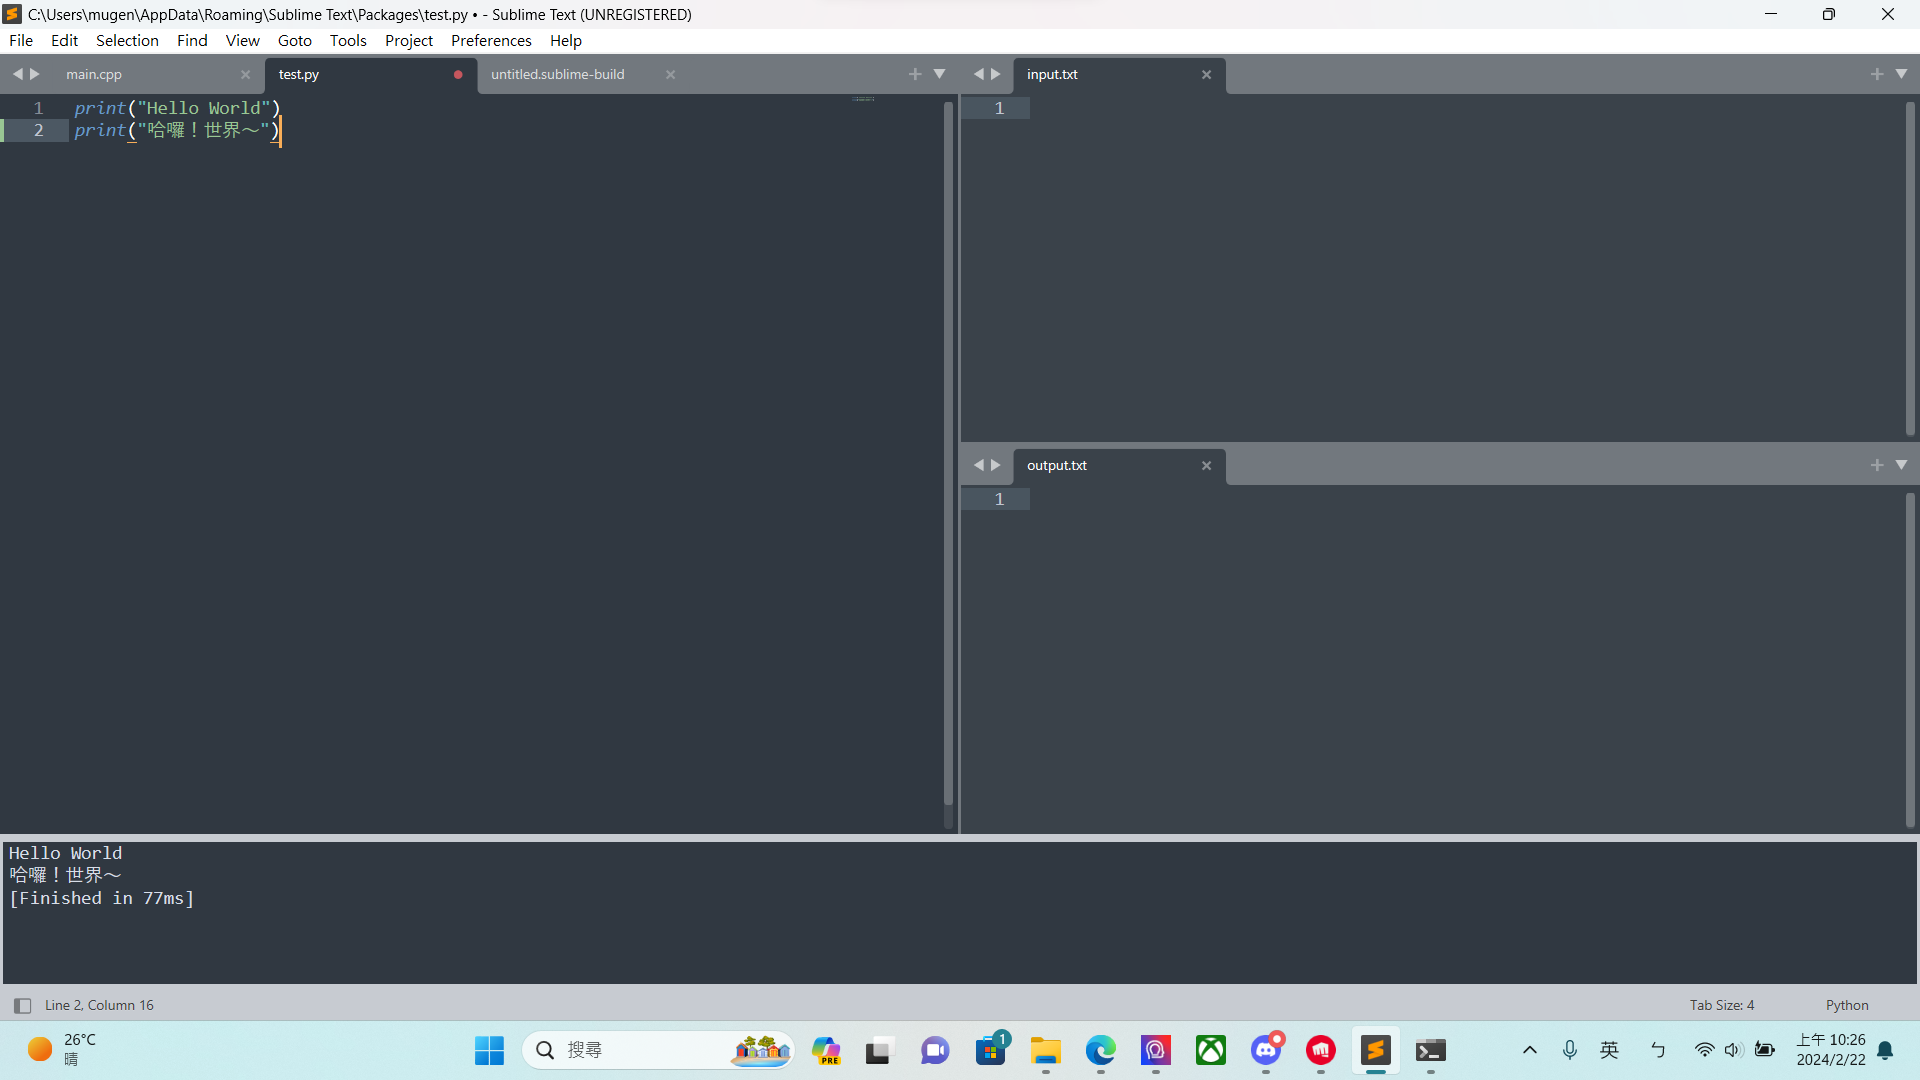 C:\Users\mugen\AppData\Roaming\Sublime Text\Packages\test.py • - Sublime Text (UNREGISTERED)
File Edit Selection Find View Goto Tools Project Preferences Help
main.cpp test.py untitled.sublime-build
input.txt
1 print("Hello World")
2 print("哈囉！世界～")
1
output.txt
1
Hello World
哈囉！世界～
[Finished in 77ms]
Line 2, Column 16
Tab Size: 4
Python
26°C
晴
搜尋
PRE
1
英
ㄅ
上午 10:26
2024/2/22